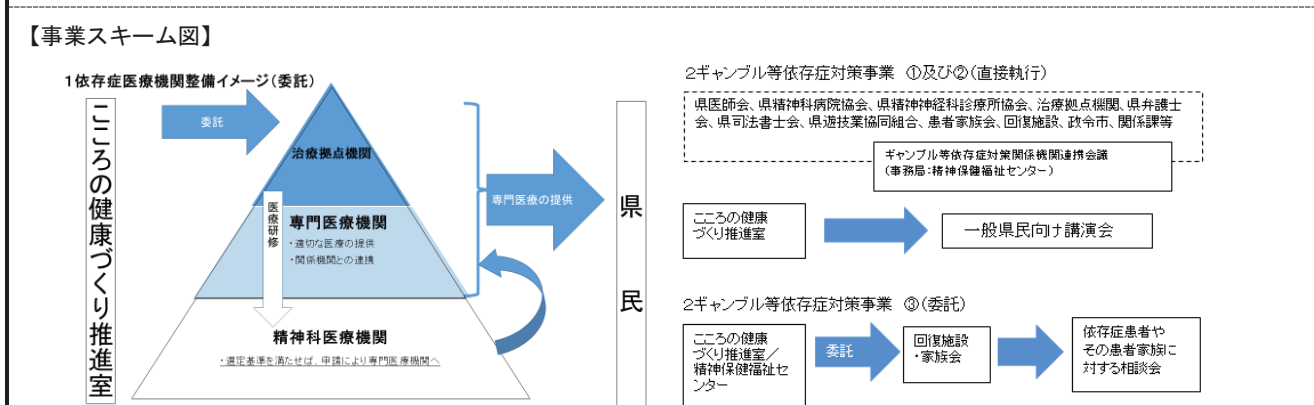 【事業スキーム図】
1依存症医療機関整備イメージ(委託)
こころの健康づくり推進室
委託
治療拠点機関
医療研修
専門医療機関
・適切な医療の提供
・関係機関との連携
精神科医療機関
・選定基準を満たせば、申請により専門医療機関へ
専門医療の提供
県民
2ギャンブル等依存症対策事業 ①及び②(直接執行)
県医師会、県精神科病院協会、県精神神経科診療所協会、治療拠点機関、県弁護士
会、県司法書士会、県遊技業協同組合、患者家族会、回復施設、政令市、関係課等
ギャンブル等依存症対策関係機関連携会議
(事務局:精神保健福祉センター)
こころの健康
づくり推進室
一般県民向け講演会
2ギャンブル等依存症対策事業 ③(委託)
こころの健康
づくり推進室/
精神保健福祉セ
ンター
委託
回復施設
・家族会
依存症患者や
その患者家族に
対する相談会